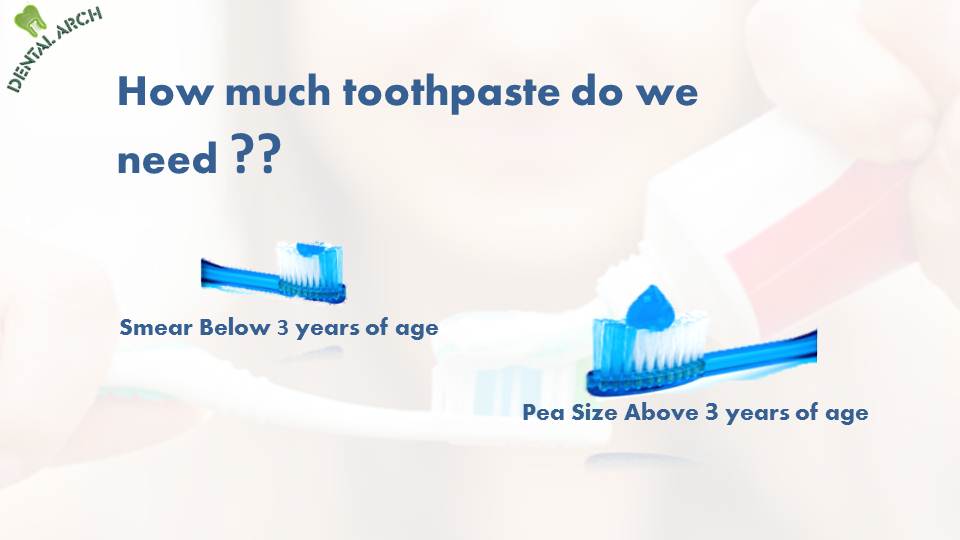 DENTAL ARCH
How much toothpaste do we
need ??
Smear Below 3 years of age
Pea Size Above 3 years of age